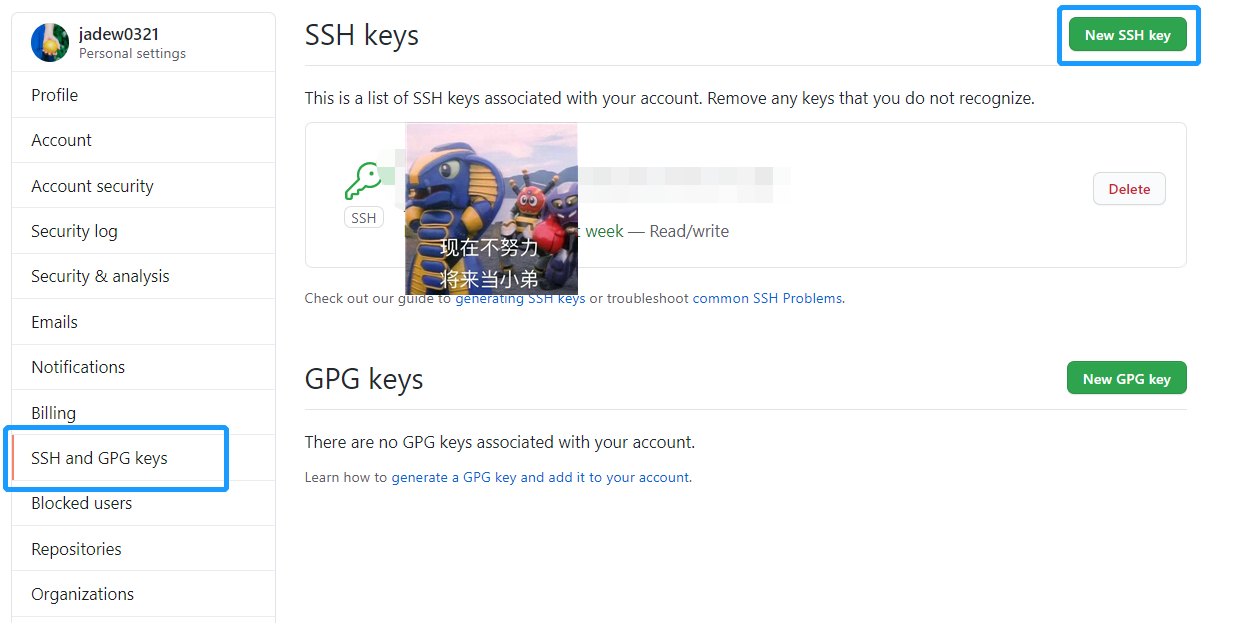 jadew0321
Personal settings
Profile
Account
Account security
Security log
Security & analysis
Emails
Notifications
Billing
SSH and GPG keys
Blocked users
Repositories
Organizations
SSH keys
New SSH key
This is a list of SSH keys associated with your account. Remove any keys that you do not recognize.
SSH
现在不努力
将来当小弟
week — Read/write
Delete
Check out our guide to generating SSH keys or troubleshoot common SSH Problems.
GPG keys
New GPG key
There are no GPG keys associated with your account.
Learn how to generate a GPG key and add it to your account.